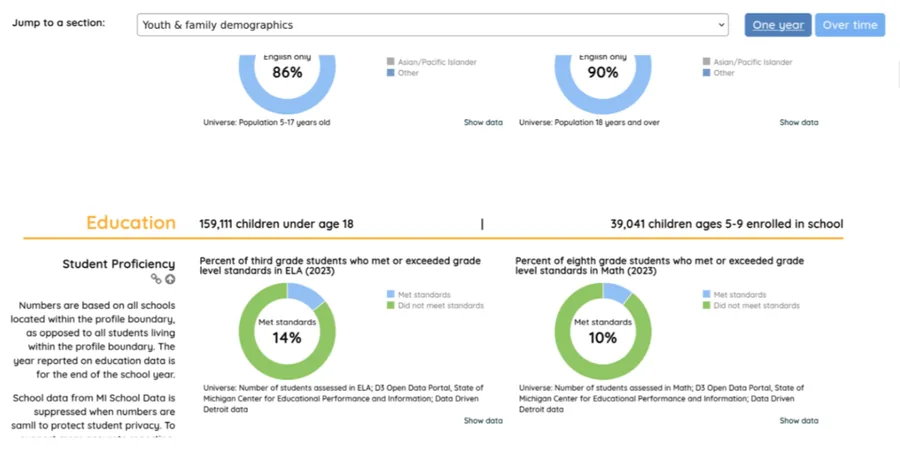 Jump to a section:
Youth & family demographics
One year
Over time
English only
86%
Asian/Pacific Islander
Other
Universe: Population 5-17 years old
Show data
English only
90%
Asian/Pacific Islander
Other
Universe: Population 18 years and over
Show data
Education
159,111 children under age 18
|
39,041 children ages 5-9 enrolled in school
Student Proficiency
Numbers are based on all schools
located within the profile boundary,
as opposed to all students living
within the profile boundary. The
year reported on education data is
for the end of the school year.
School data from MI School Data is
suppressed when numbers are
samll to protect student privacy. To
Percent of third grade students who met or exceeded grade
level standards in ELA (2023)
Met standards
14%
Met standards
Did not meet standards
Universe: Number of students assessed in ELA; D3 Open Data Portal, State of
Michigan Center for Educational Performance and Information; Data Driven
Detroit data
Show data
Percent of eighth grade students who met or exceeded grade
level standards in Math (2023)
Met standards
10%
Met standards
Did not meet standards
Universe: Number of students assessed in Math; D3 Open Data Portal, State of
Michigan Center for Educational Performance and Information; Data Driven
Detroit data
Show data